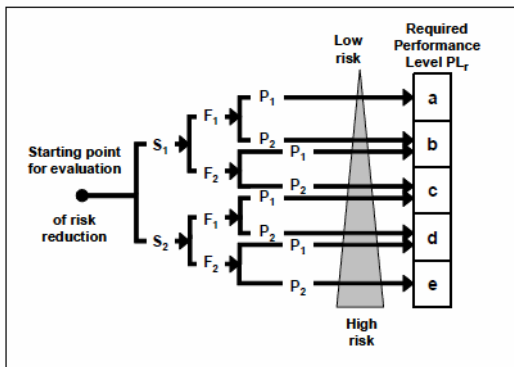 Low
risk
Required
Performance
Level PLr
P1
a
F1
S1
P2
b
P1
Starting point
for evaluation
F2
P2
c
P1
of risk
reduction
F1
S2
P2
d
P1
F2
P2
e
High
risk